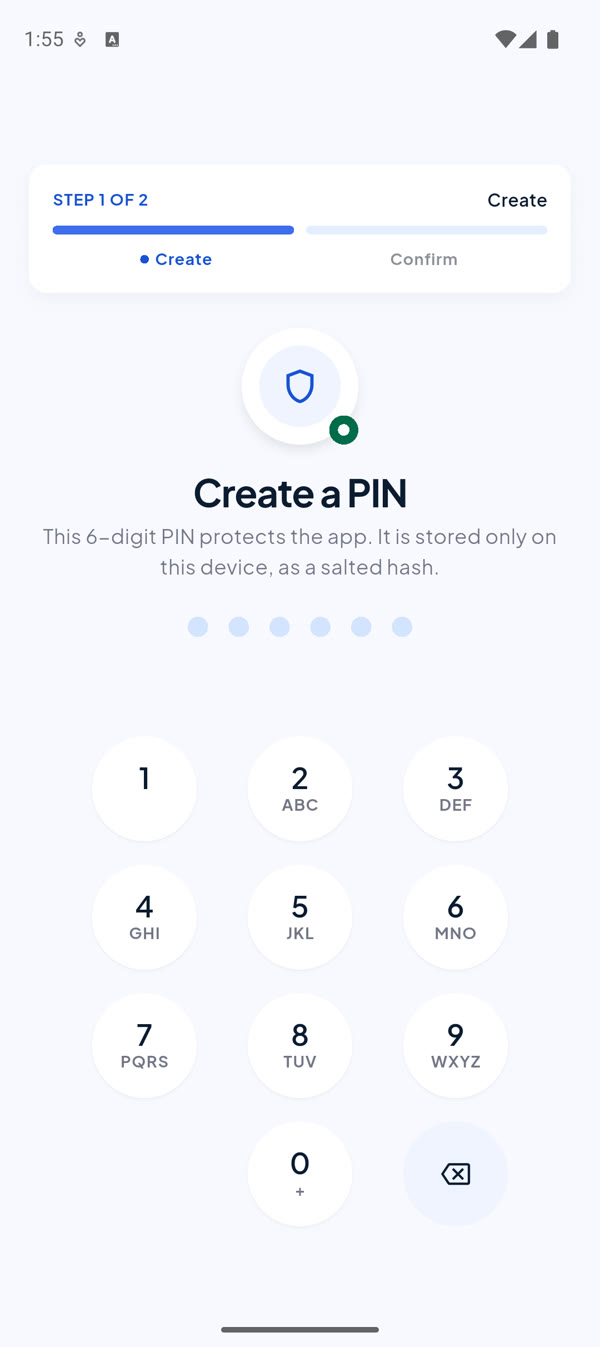 1:55
STEP 1 OF 2 Create
Create Confirm
Create a PIN
This 6–digit PIN protects the app. It is stored only on
this device, as a salted hash.
1 2 3
ABC DEF
4 5 6
GHI JKL MNO
7 8 9
PQRS TUV WXYZ
0
+